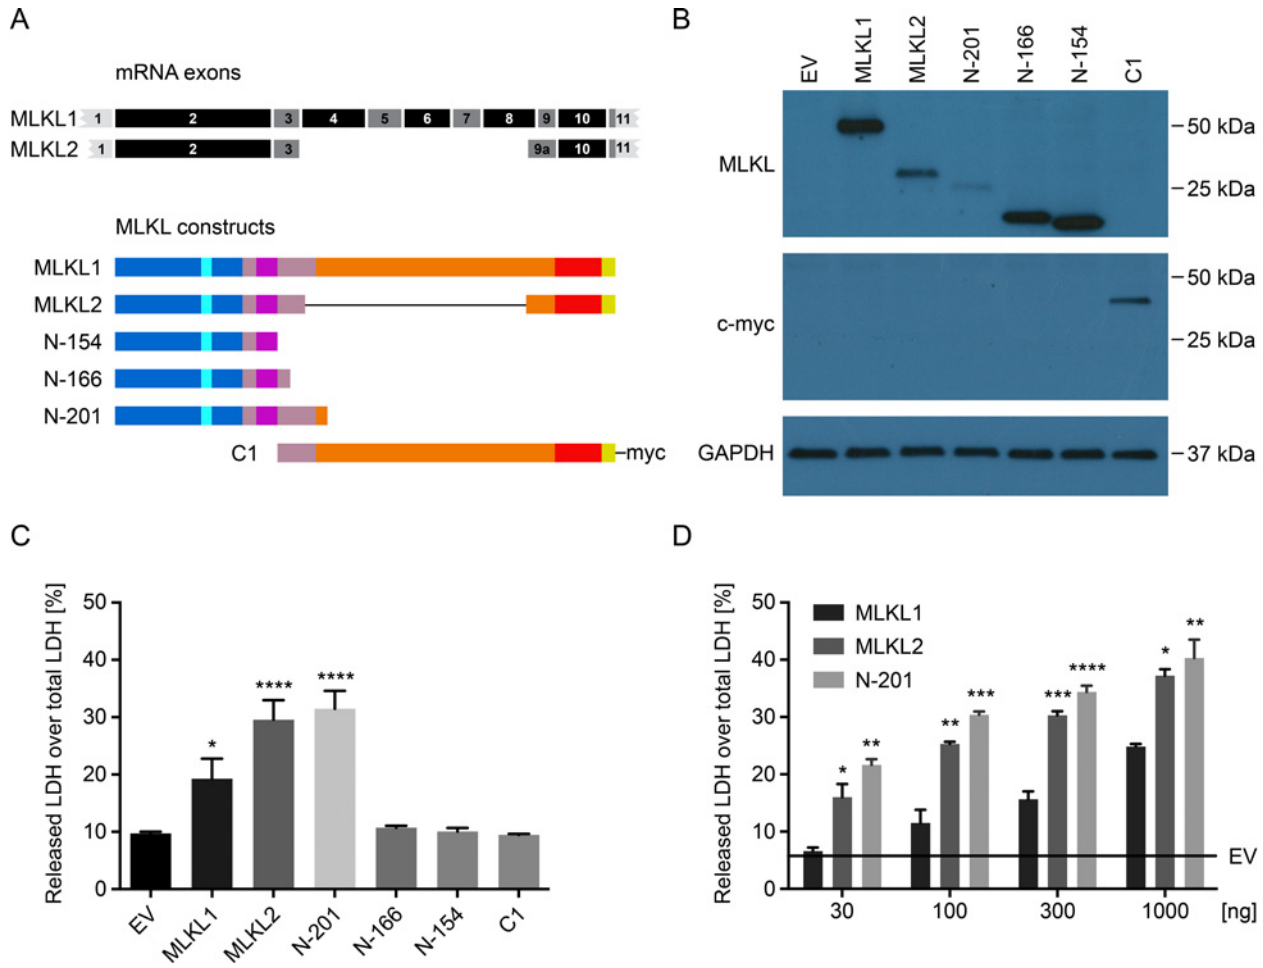 A
mRNA exons
MLKL1 1 2 3 4 5 6 7 8 9 10 11
MLKL2 1 2 3 9a 10 11
MLKL constructs
MLKL1
MLKL2
N-154
N-166
N-201
C1 myc
B
EV MLKL1 MLKL2 N-201 N-166 N-154 C1
MLKL
50 kDa
25 kDa
c-myc
50 kDa
25 kDa
GAPDH
37 kDa
C
Released LDH over total LDH [%]
50
40
30
20
10
0
* **** ****
EV MLKL1 MLKL2 N-201 N-166 N-154 C1
D
Released LDH over total LDH [%]
50
40
30
20
10
0
MLKL1
MLKL2
N-201
* ** ** *** *** **** * **
EV
30 100 300 1000 [ng]